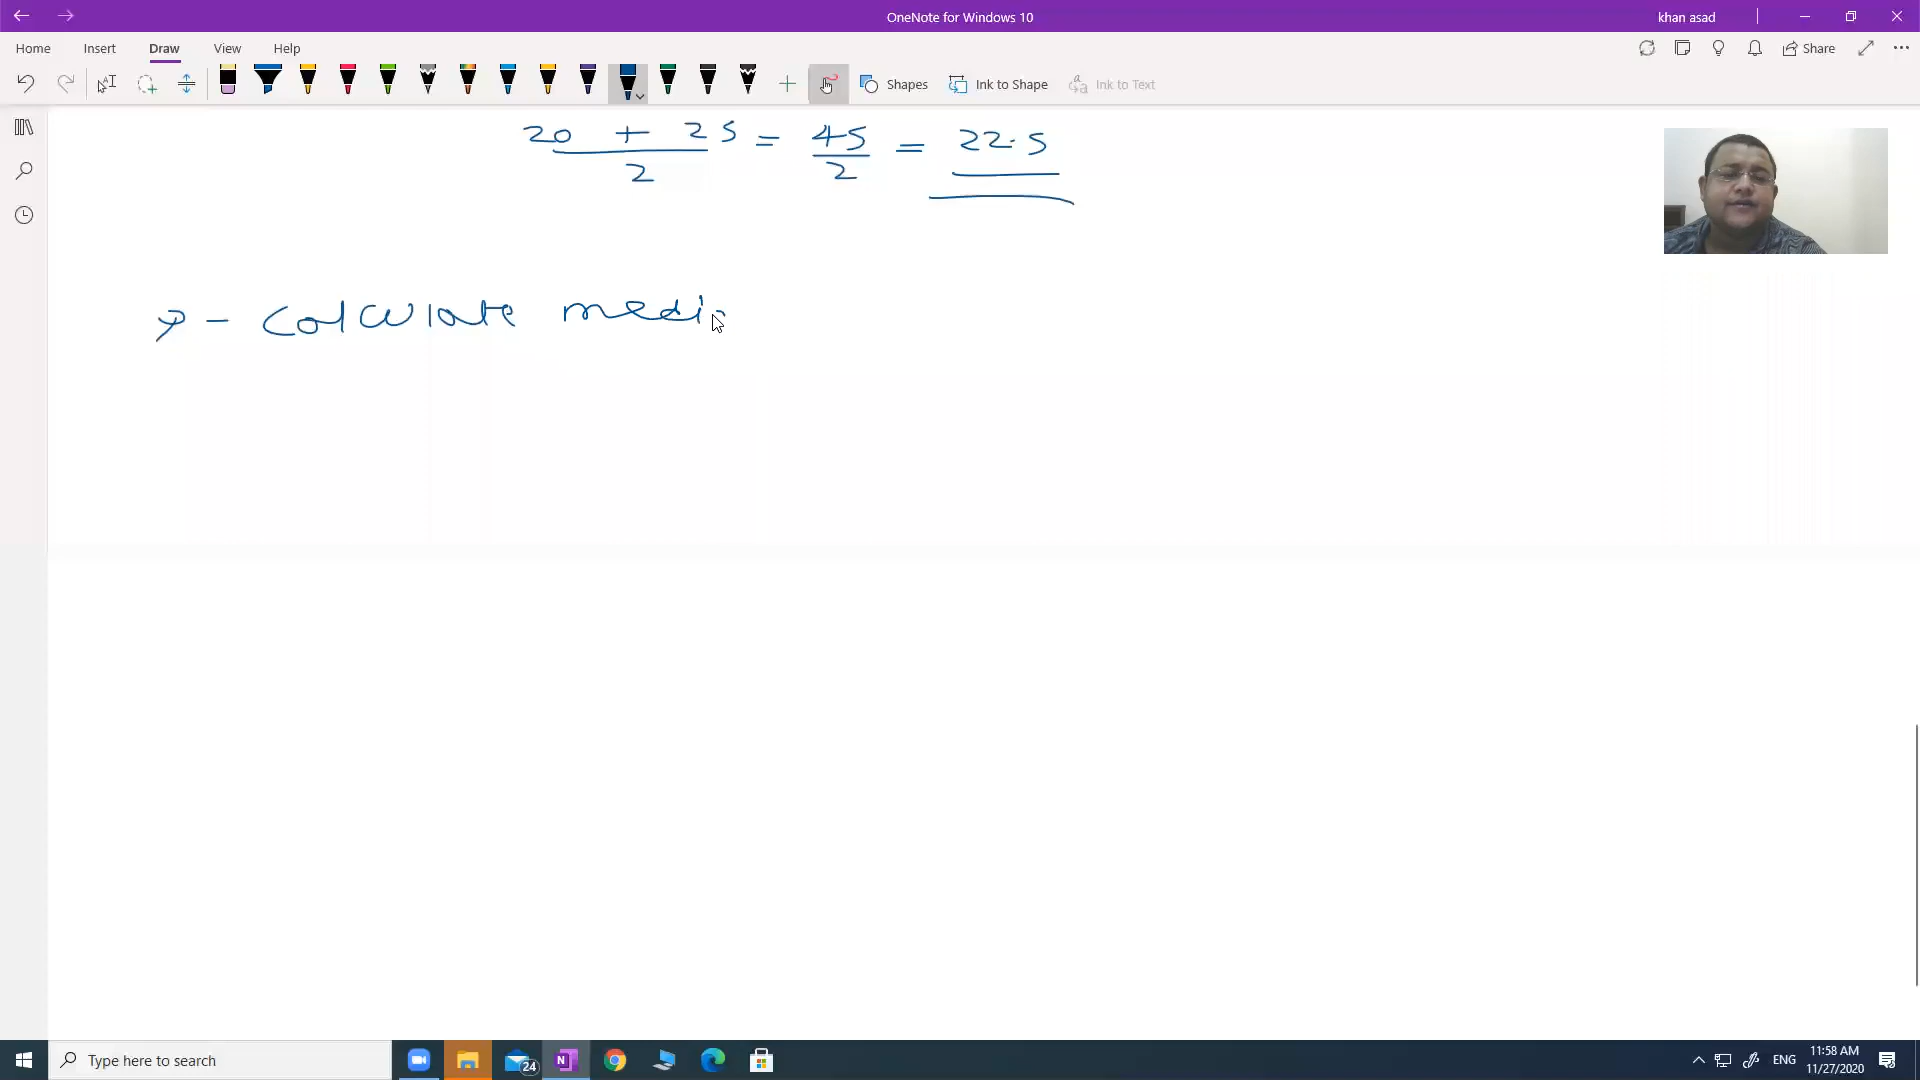 OneNote for Windows 10
khan asad
Home Insert Draw View Help
Share
Shapes
Ink to Shape
Ink to Text
20 + 25 = 45 = 22.5
2 2
- Calculate medi
Type here to search
24
N
ENG
11:58 AM
11/27/2020